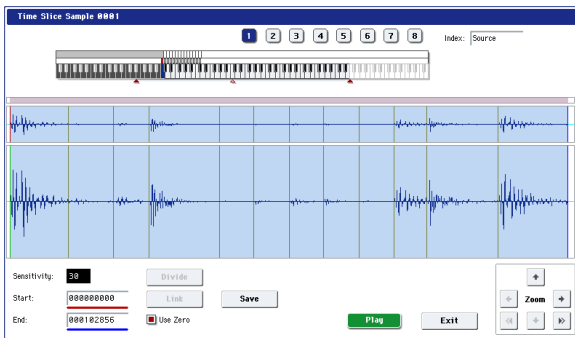 Time Slice Sample 0001
1 2 3 4 5 6 7 8 Index: Source
Sensitivity: 30 Divide
Start: 000000000 Link Save
End: 000102856 Use Zero Play Exit
Zoom